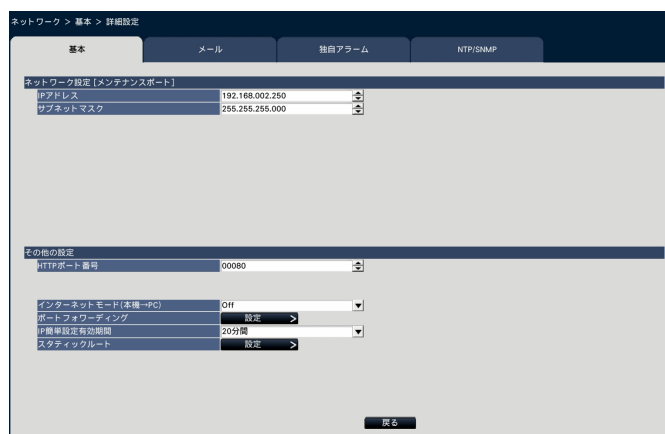 ネットワーク > 基本 > 詳細設定
基本 メール 独自アラーム NTP/SNMP
ネットワーク設定 [メンテナンスポート]
IPアドレス 192.168.002.250
サブネットマスク 255.255.255.000
その他の設定
HTTPポート番号 00080
インターネットモード(本機→PC) Off
ポートフォワーディング 設定 >
IP簡単設定有効期間 20分間
スタティックルート 設定 >
戻る